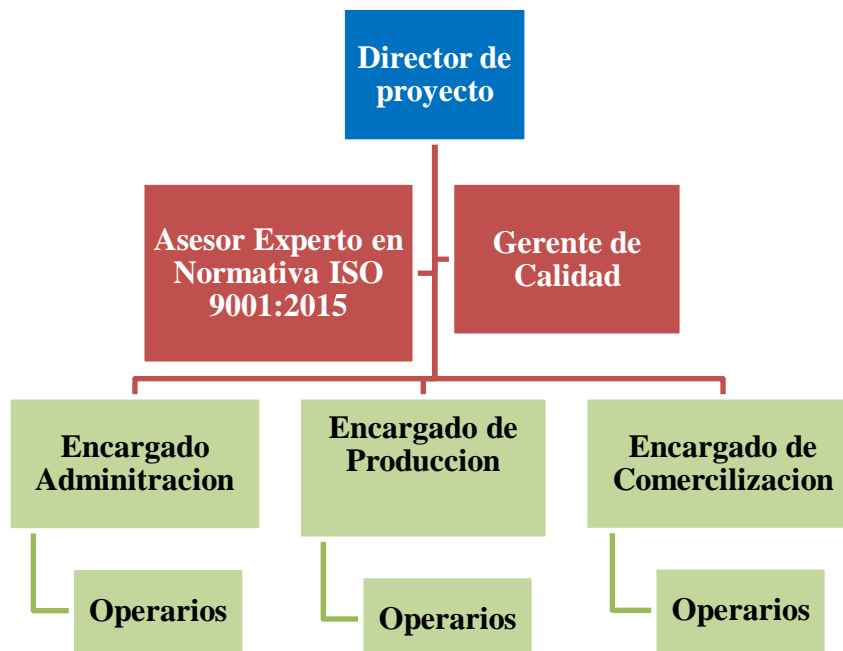 Director de
proyecto
Asesor Experto en
Normativa ISO
9001:2015
Gerente de
Calidad
Encargado
Adminitracion
Encargado de
Produccion
Encargado de
Comercilizacion
Operarios
Operarios
Operarios